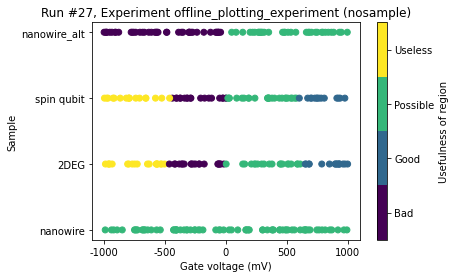 Run #27, Experiment offline_plotting_experiment (nosample)
nanowire_alt
spin qubit
2DEG
nanowire
Sample
-1000
-500
0
500
1000
Gate voltage (mV)
Useless
Possible
Good
Bad
Usefulness of region